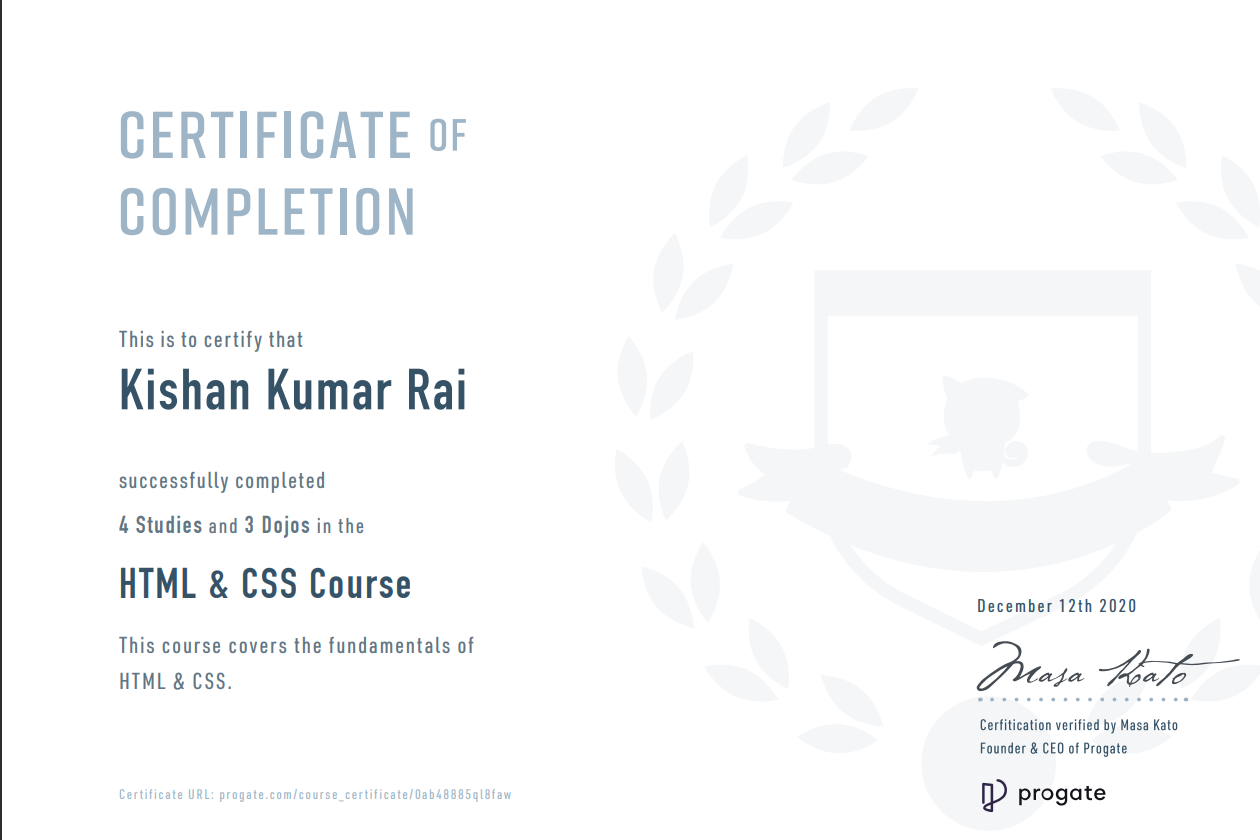 CERTIFICATE OF
COMPLETION
This is to certify that
Kishan Kumar Rai
successfully completed
4 Studies and 3 Dojos in the
HTML & CSS Course
This course covers the fundamentals of
HTML & CSS.
December 12th 2020
Masa Kato
Cerfitication verified by Masa Kato
Founder & CEO of Progate
progate
Certificate URL: progate.com/course_certificate/0ab48885ql8faw